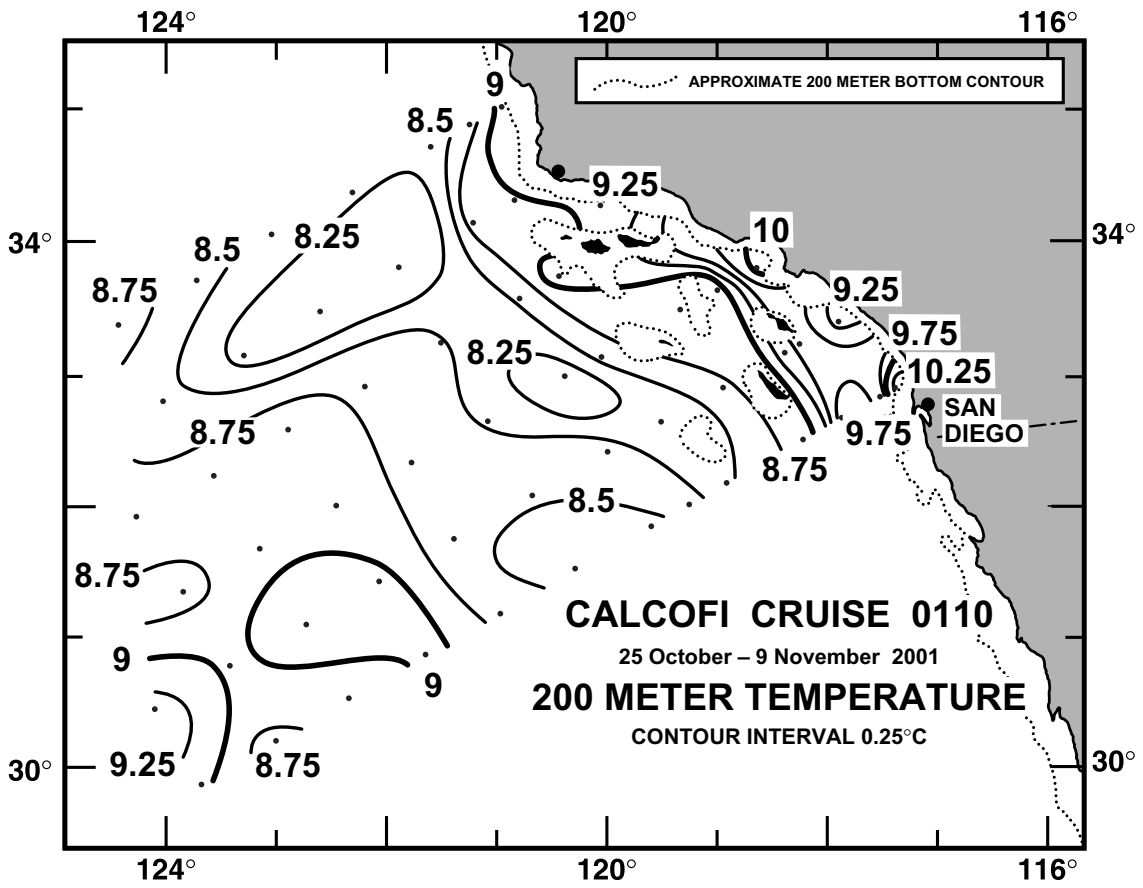 124° 120° 116°
APPROXIMATE 200 METER BOTTOM CONTOUR
9
8.5
9.25
34° 8.5 8.25 10 34°
8.75 9.25
9.75
8.25
10.25
SAN
DIEGO
8.75 9.75
8.75
8.5
8.75
CALCOFI CRUISE 0110
25 October – 9 November 2001
9 9
200 METER TEMPERATURE
CONTOUR INTERVAL 0.25°C
9.25 8.75
30° 30°
124° 120° 116°